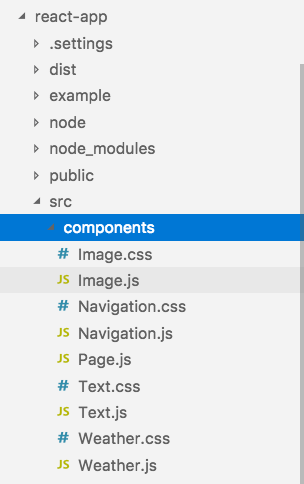 react-app
.settings
dist
example
node
node_modules
public
src
components
# Image.css
JS Image.js
# Navigation.css
JS Navigation.js
JS Page.js
# Text.css
JS Text.js
# Weather.css
JS Weather.js